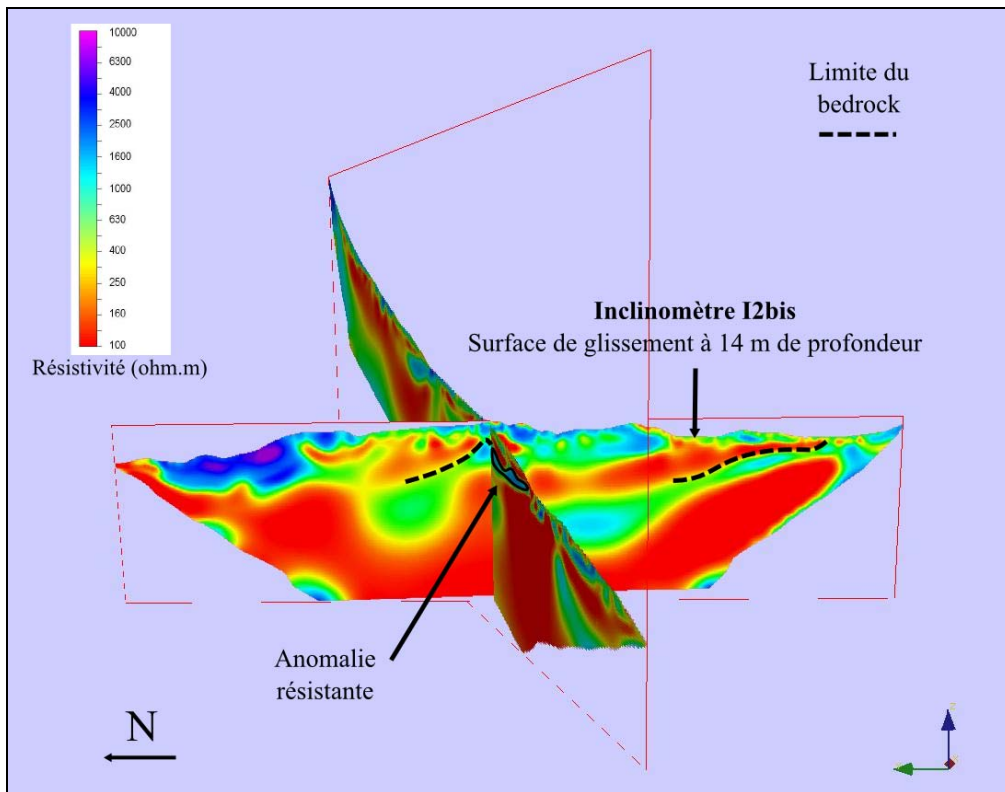 10000
6300
4000
2500
1600
1000
630
400
250
160
100
Résistivité (ohm.m)
Limite du
bedrock
Inclinomètre I2bis
Surface de glissement à 14 m de profondeur
Anomalie
résistante
N